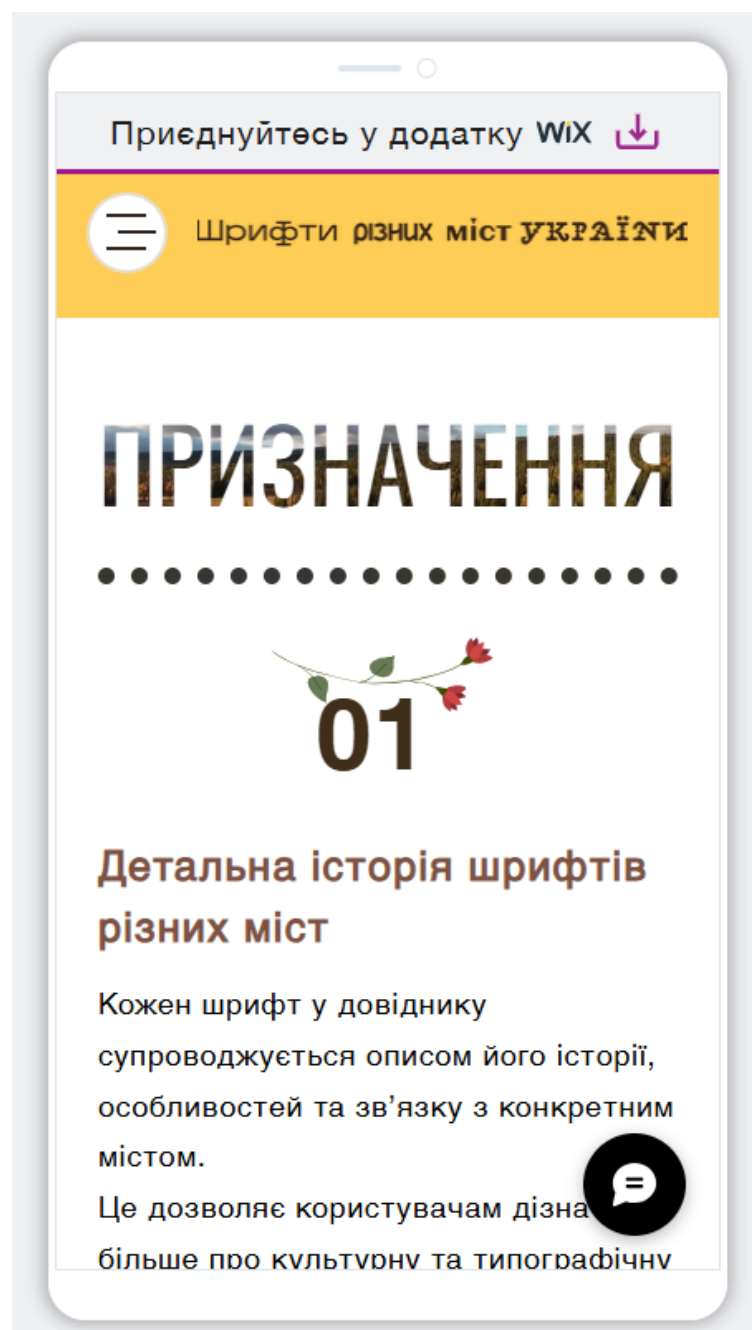 Приєднуйтесь у додатку WiX
Шрифти різних міст УКРАЇНИ
ПРИЗНАЧЕННЯ
01
Детальна історія шрифтів
різних міст
Кожен шрифт у довіднику
супроводжується описом його історії,
особливостей та зв’язку з конкретним
містом.
Це дозволяє користувачам дізна
більше про культурну та типографічну